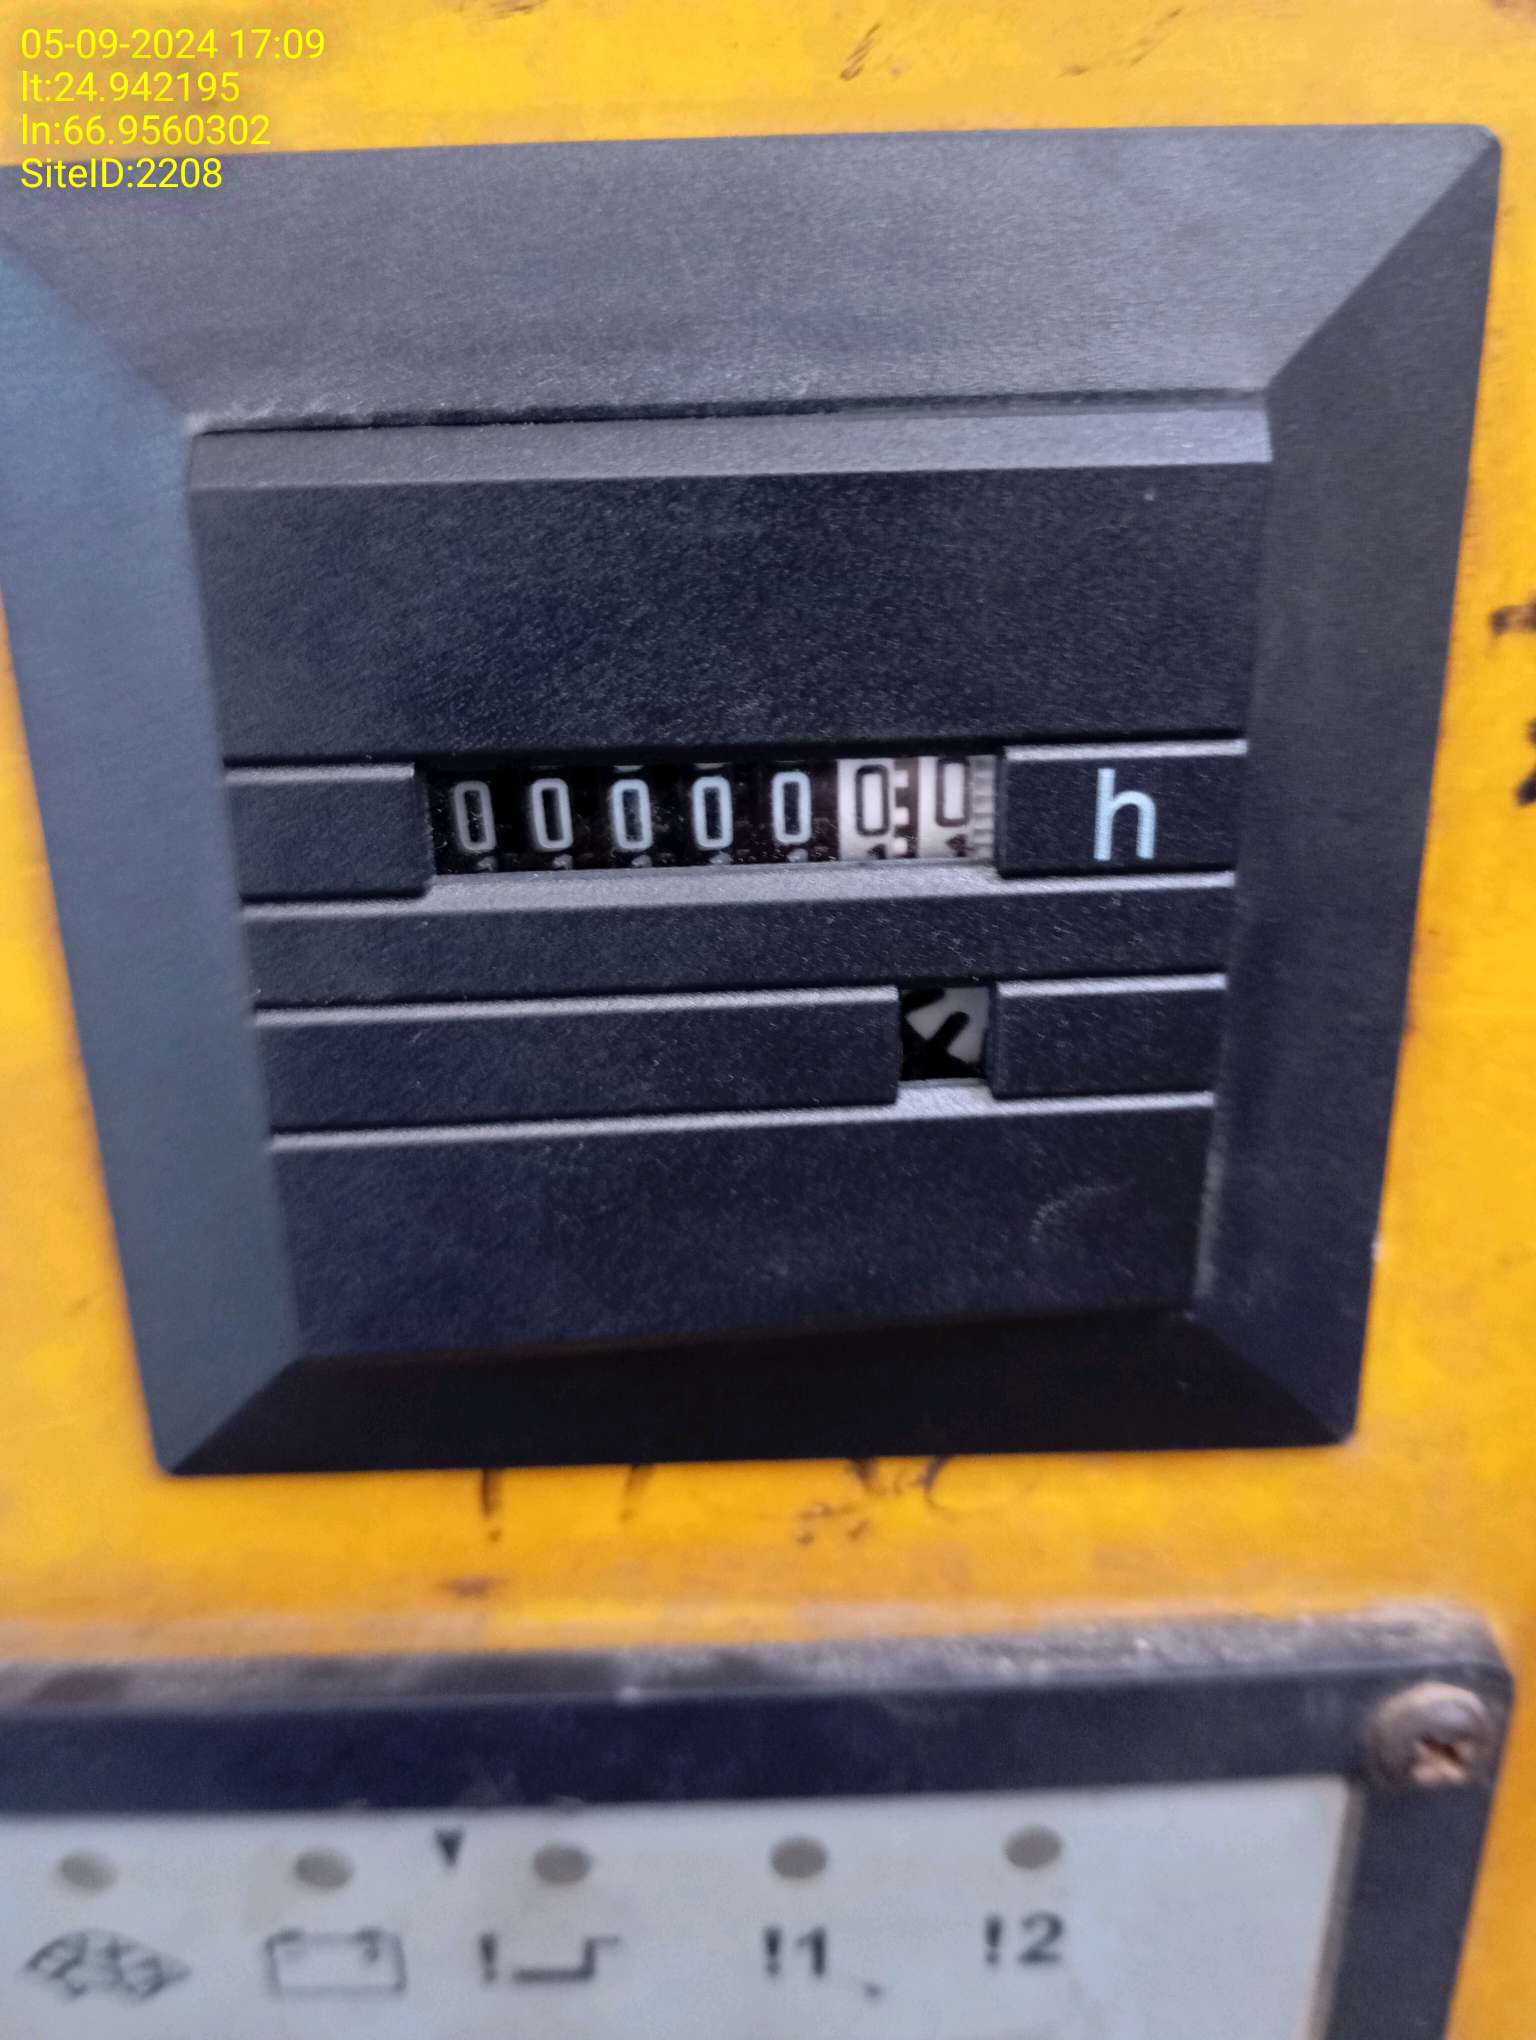 05-09-2024 17:09
lt:24.942195
ln:66.9560302
SiteID:2208
0000000 h
!1 !2